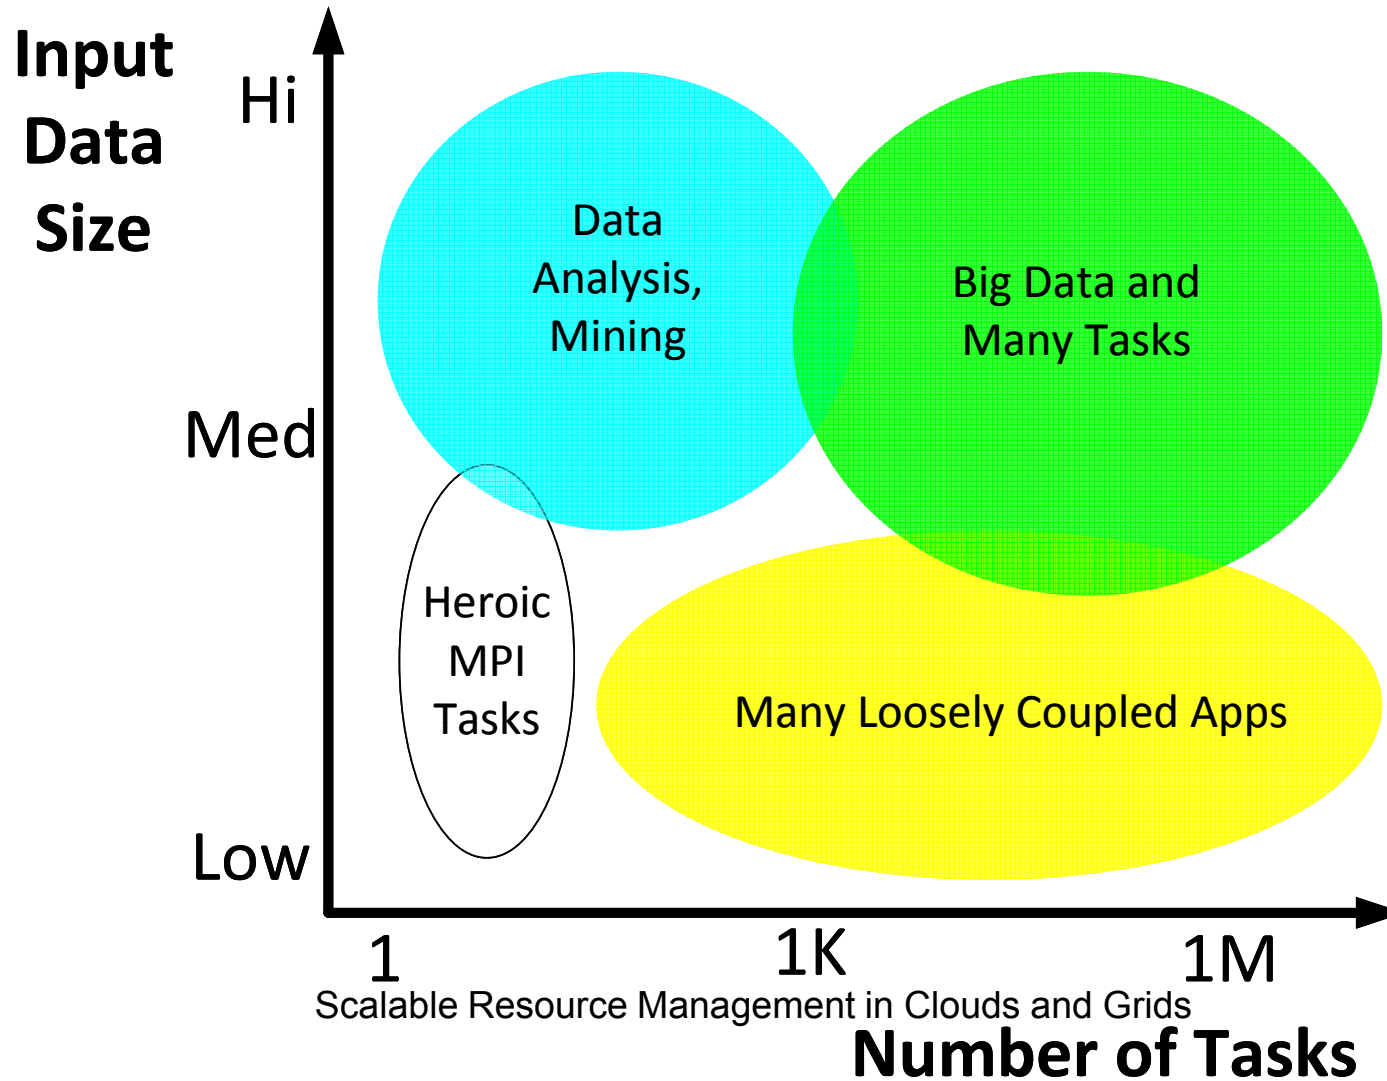 Input
Data
Size
Hi
Med
Low
Data
Analysis,
Mining
Big Data and
Many Tasks
Heroic
MPI
Tasks
Many Loosely Coupled Apps
1
1K
1M
Scalable Resource Management in Clouds and Grids
Number of Tasks